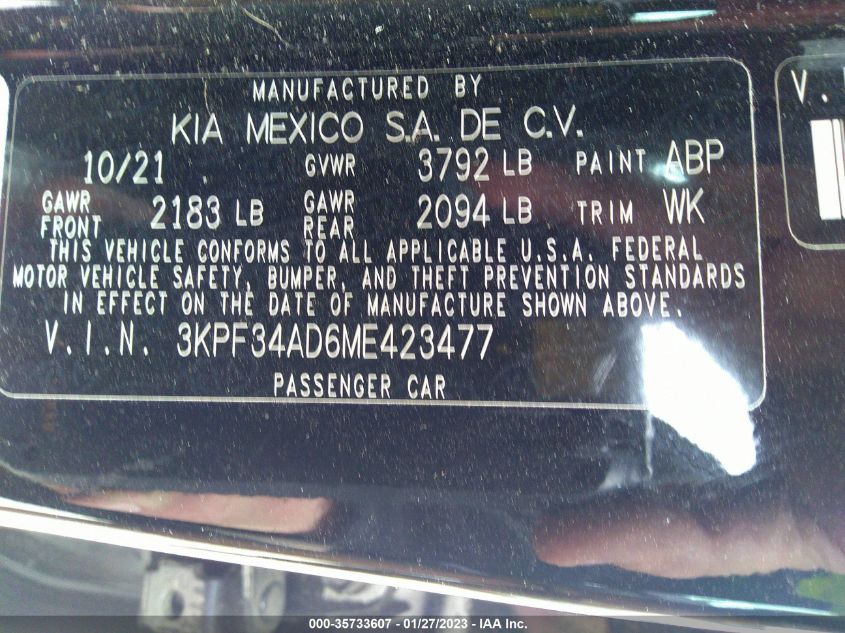 MANUFACTURED BY
KIA MEXICO S.A. DE C.V.
10/21 GVWR 3792 LB PAINT ABP
GAWR FRONT 2183 LB GAWR REAR 2094 LB TRIM WK
THIS VEHICLE CONFORMS TO ALL APPLICABLE U.S.A. FEDERAL
MOTOR VEHICLE SAFETY, BUMPER, AND THEFT PREVENTION STANDARDS
IN EFFECT ON THE DATE OF MANUFACTURE SHOWN ABOVE.
V.I.N. 3KPF34AD6ME423477
PASSENGER CAR
V.
000-35733607 - 01/27/2023 - IAA Inc.